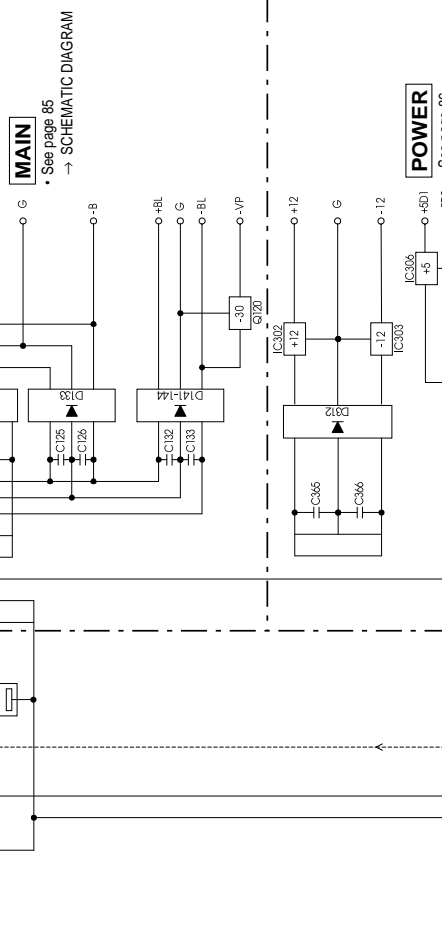 MAIN
• See page 85
→ SCHEMATIC DIAGRAM
G
-B
+BL
G
-BL
-VP
+12
G
-12
POWER
+5D1
D133
C125
C126
D141-144
C132
C133
-30
Q120
IC302
+12
-12
IC303
IC306
+5
D312
C365
C366